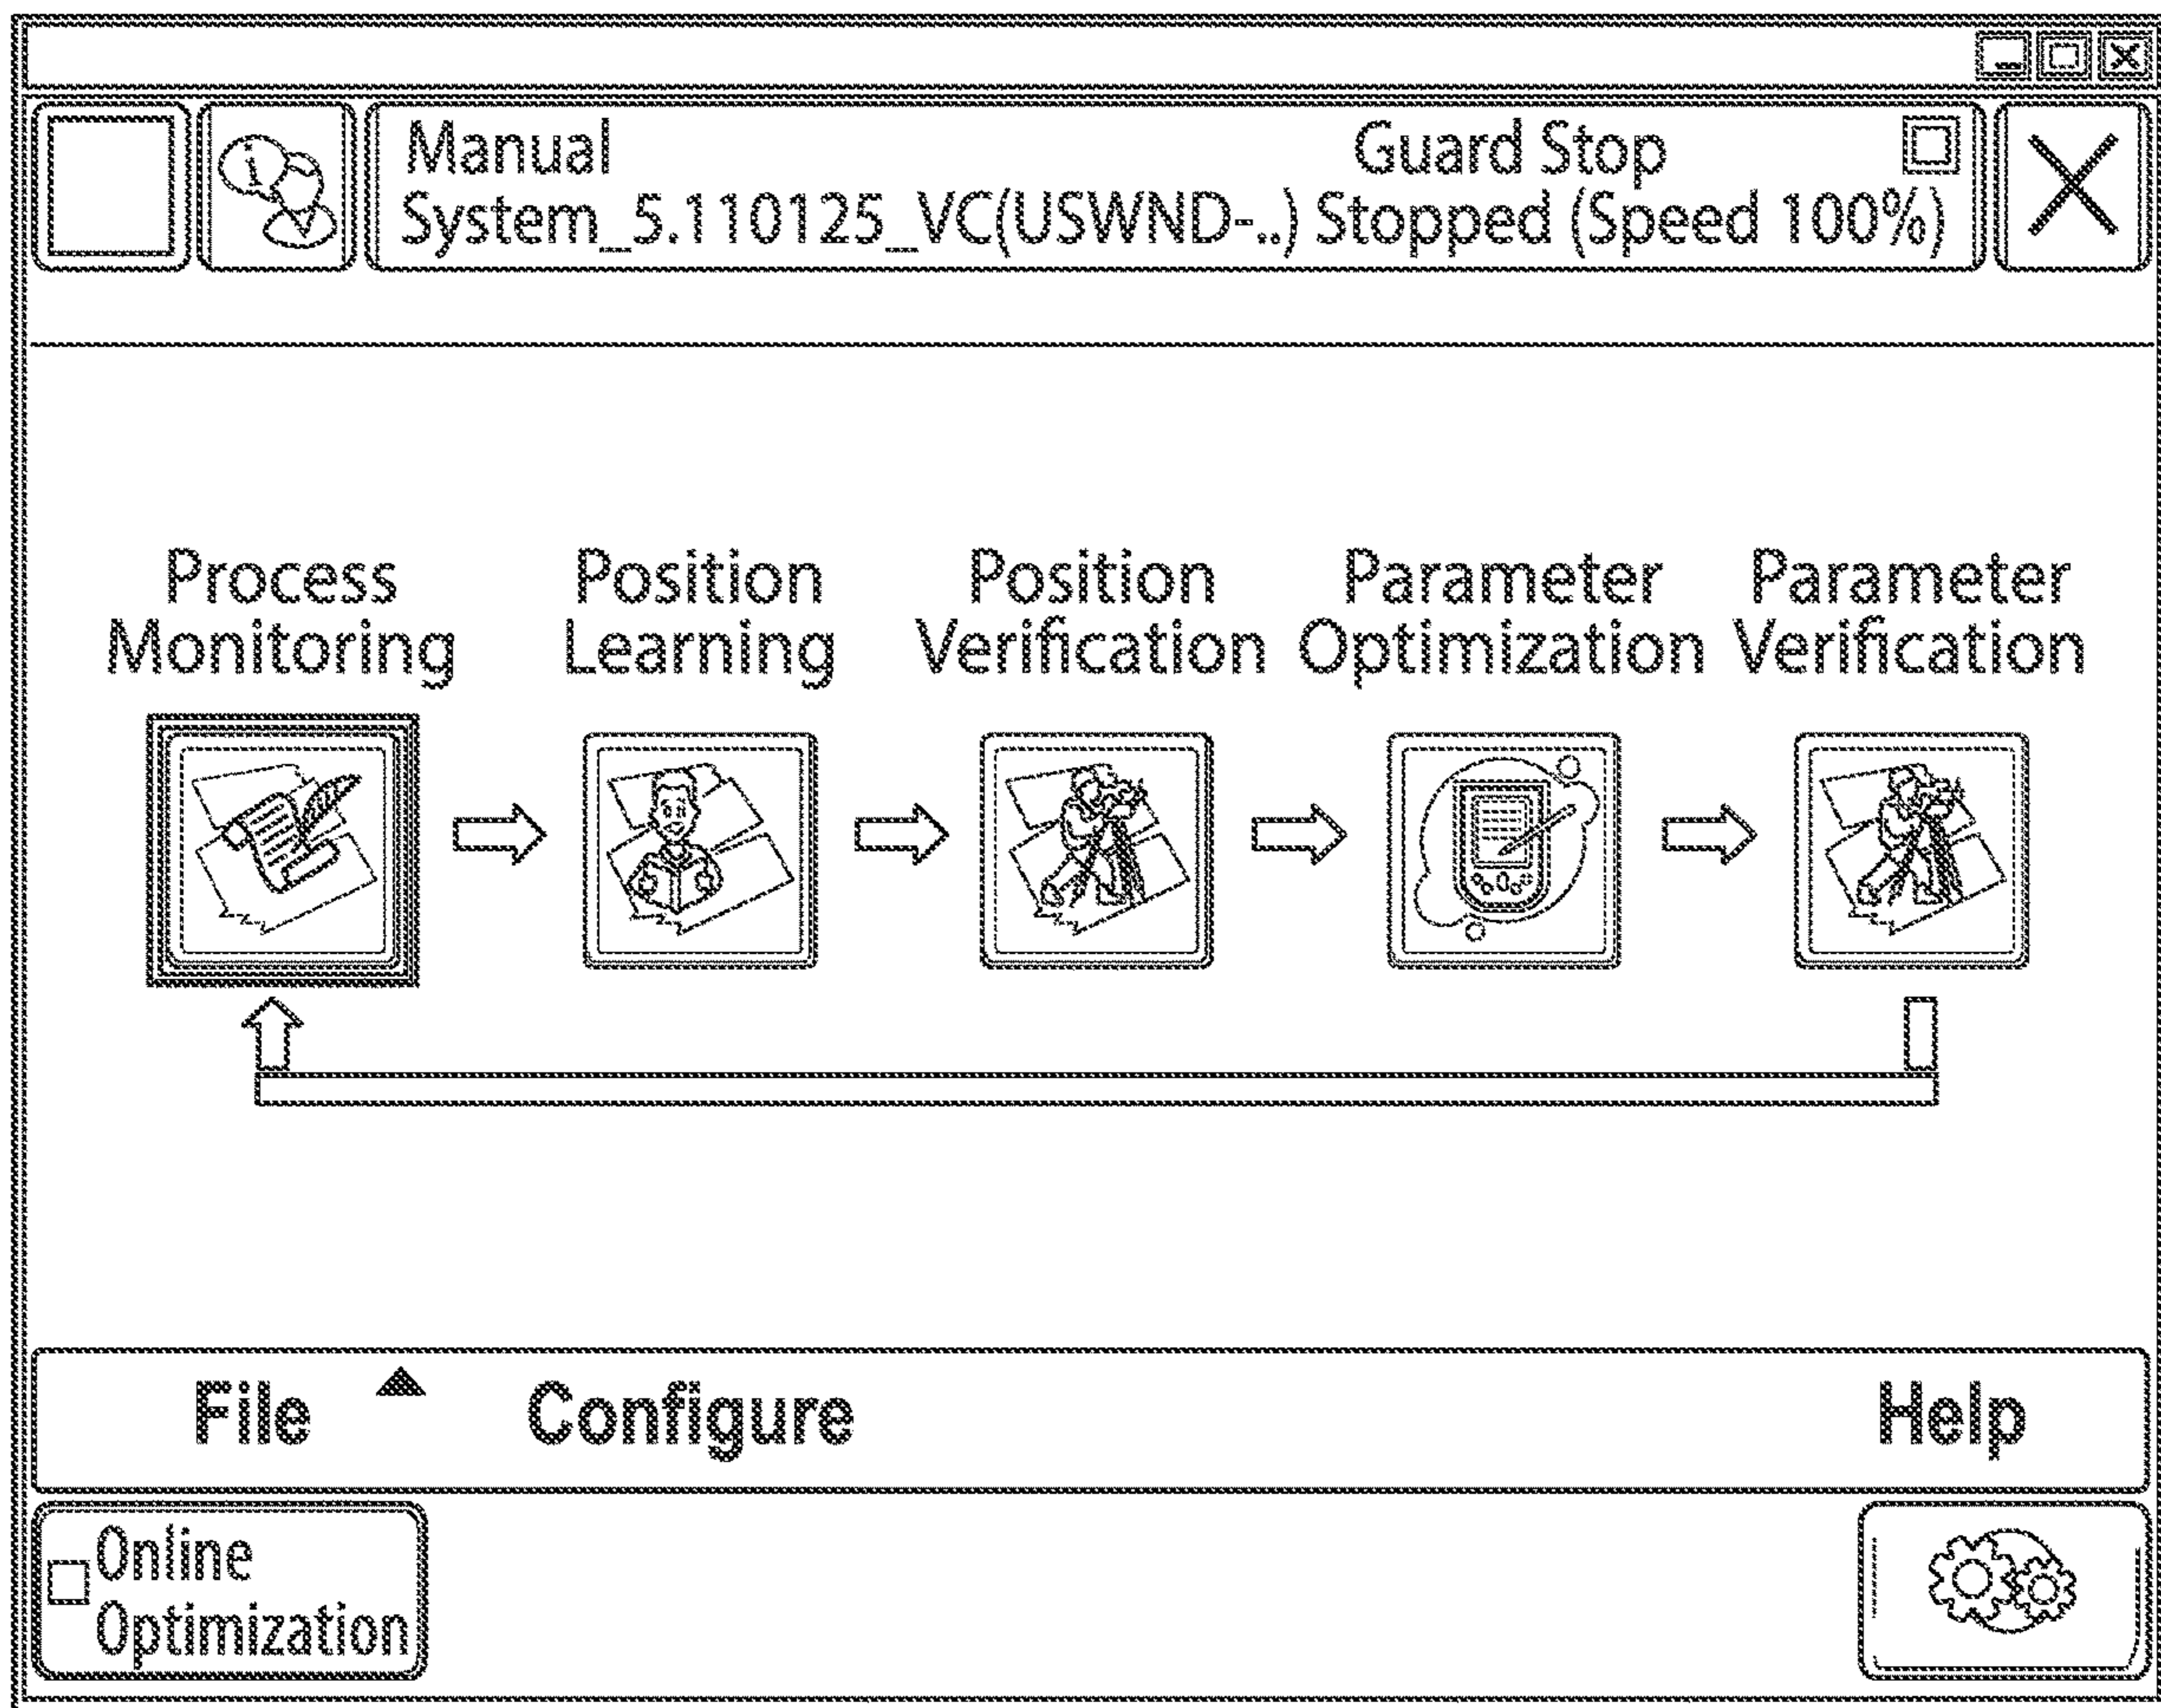 Manual Guard Stop
System_5.110125_VC(USWND-..) Stopped (Speed 100%)
Process Monitoring
Position Learning
Position Verification
Parameter Optimization
Parameter Verification
File Configure Help
Online
Optimization